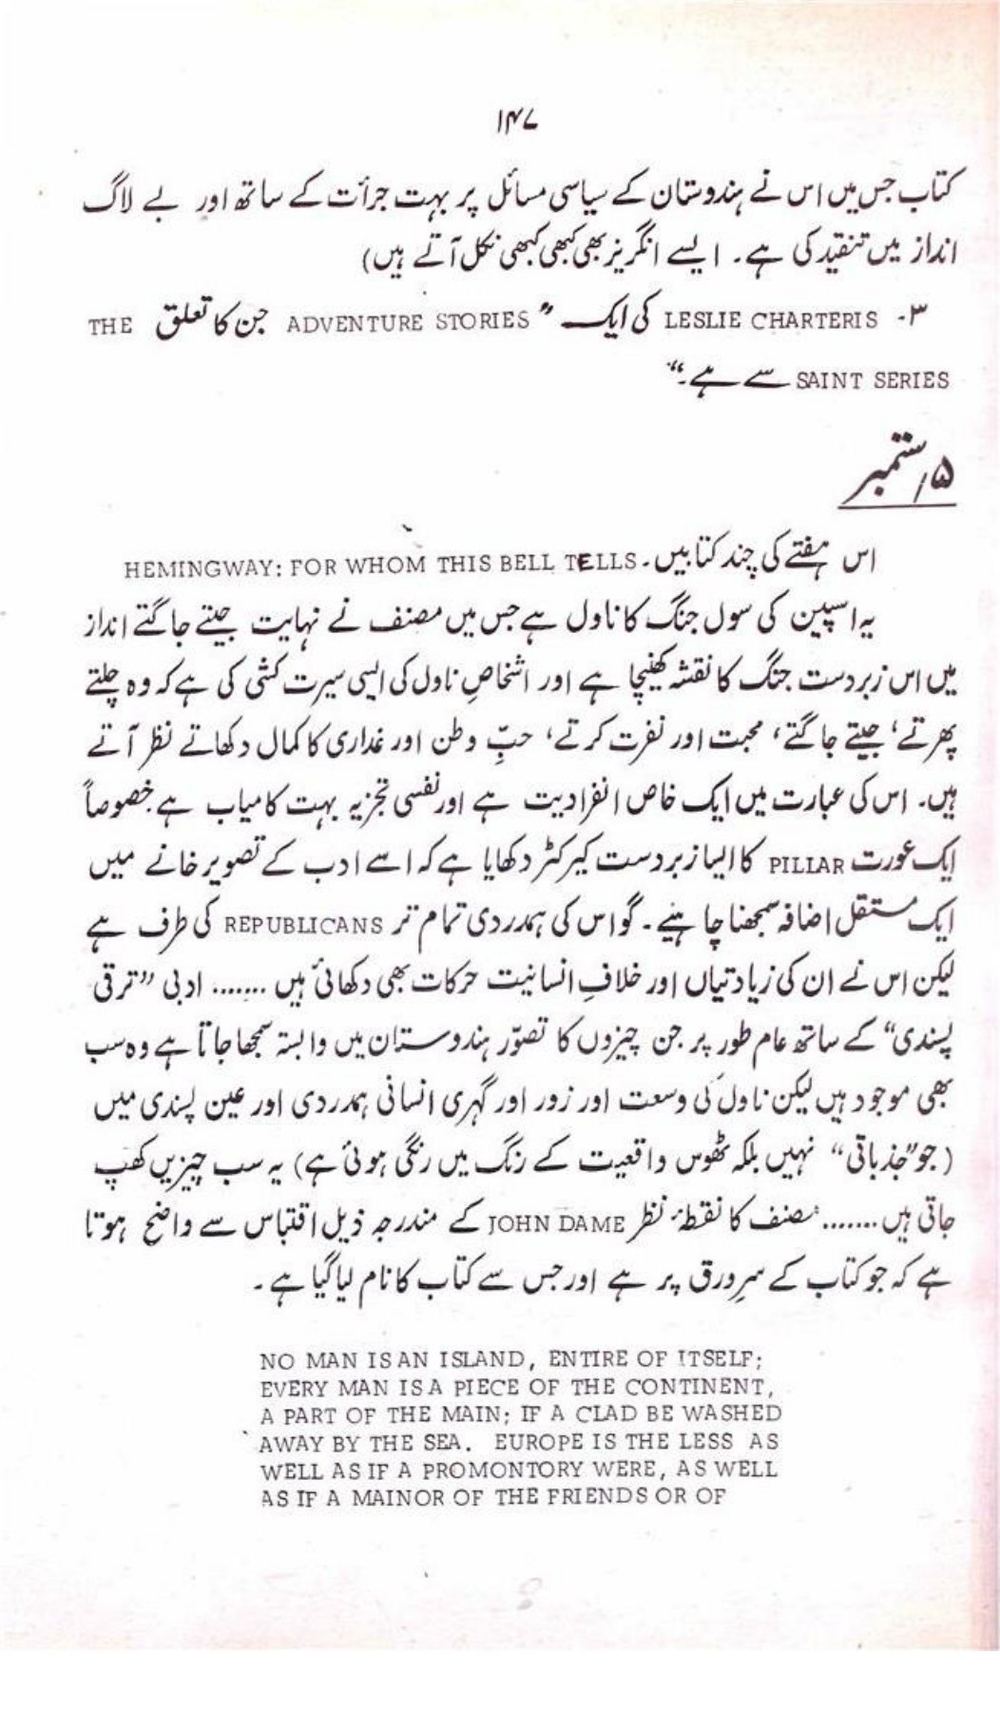 ۱۴۷
کتاب جس میں اس نے ہندوستان کے سیاسی مسائل پر بہت جرأت کے ساتھ اور بے لاگ
انداز میں تنقید کی ہے۔ ایسے انگریز بھی کبھی کبھی نکل آتے ہیں)
۳۔ LESLIE CHARTERIS کی ایک ” ADVENTURE STORIES جن کا تعلق THE
SAINT SERIES سے ہے۔“
۵/ستمبر
اس ہفتے کی چند کتابیں۔ HEMINGWAY: FOR WHOM THIS BELL TELLS
یہ اسپین کی سول جنگ کا ناول ہے جس میں مصنف نے نہایت جیتے جاگتے انداز
میں اس زبردست جنگ کا نقشہ کھینچا ہے اور اشخاصِ ناول کی ایسی سیرت کشی کی ہے کہ وہ چلتے
پھرتے، جیتے جاگتے، محبت اور نفرت کرتے، حبِّ وطن اور غداری کا کمال دکھاتے نظر آتے
ہیں۔ اس کی عبارت میں ایک خاص انفرادیت ہے اور نفسی تجزیہ بہت کامیاب ہے خصوصاً
ایک عورت PILLAR کا ایسا زبردست کیرکٹر دکھایا ہے کہ اسے ادب کے تصویر خانے میں
ایک مستقل اضافہ سمجھنا چاہئیے۔ گو اس کی ہمدردی تمام تر REPUBLICANS کی طرف ہے
لیکن اس نے ان کی زیادتیاں اور خلافِ انسانیت حرکات بھی دکھائی ہیں ....... ادبی ”ترقی
پسندی“ کے ساتھ عام طور پر جن چیزوں کا تصوّر ہندوستان میں وابستہ سمجھا جاتا ہے وہ سب
بھی موجود ہیں لیکن ناول کی وسعت اور زور اور گہری انسانی ہمدردی اور عین پسندی میں
(جو ”جذباتی“ نہیں بلکہ ٹھوس واقعیت کے رنگ میں رنگی ہوئی ہے) یہ سب چیزیں کھپ
جاتی ہیں ....... مصنف کا نقطۂ نظر JOHN DAME کے مندرجہ ذیل اقتباس سے واضح ہوتا
ہے کہ جو کتاب کے سرِورق پر ہے اور جس سے کتاب کا نام لیا گیا ہے۔
NO MAN IS AN ISLAND, ENTIRE OF ITSELF;
EVERY MAN IS A PIECE OF THE CONTINENT,
A PART OF THE MAIN; IF A CLAD BE WASHED
AWAY BY THE SEA. EUROPE IS THE LESS AS
WELL AS IF A PROMONTORY WERE, AS WELL
AS IF A MAINOR OF THE FRIENDS OR OF